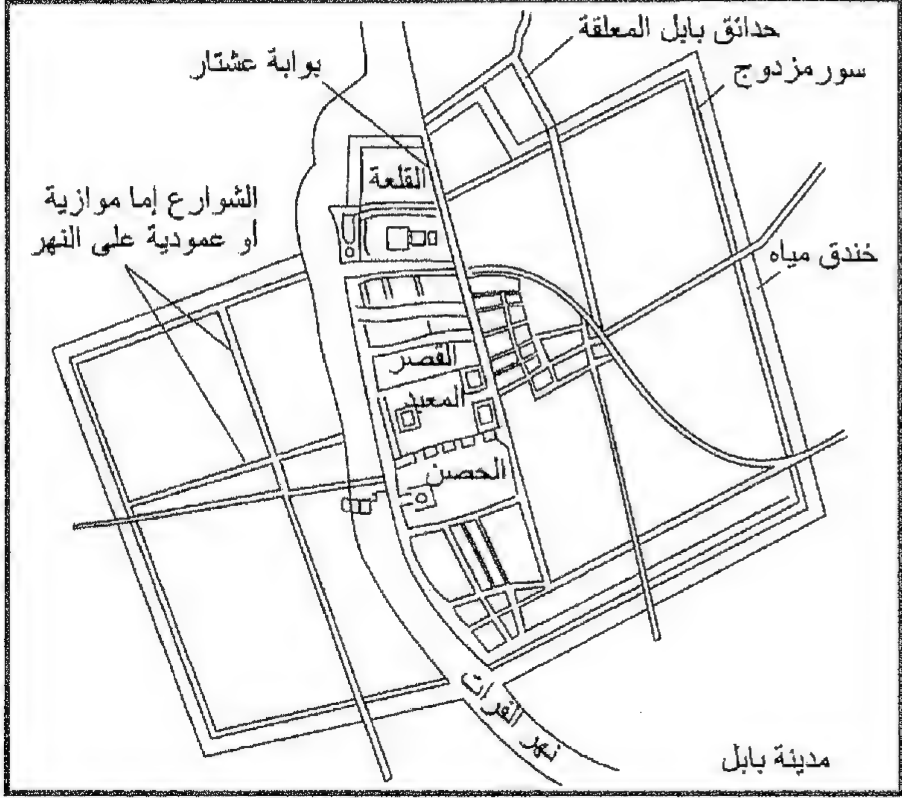 حدائق بابل المعلقة
بوابة عشتار
سور مزدوج
القلعة
الشوارع إما موازية
أو عمودية على النهر
خندق مياه
القصر
المعبد
الحصن
نهر الفرات
مدينة بابل